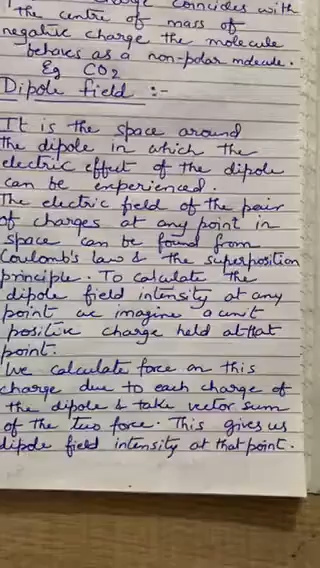 charge coincides with
the centre of mass of
negative charge the molecule
behaves as a non-polar molecule.
Eg CO2
Dipole field :-
It is the space around
the dipole in which the
electric effect of the dipole
can be experienced.
The electric field of the pair
of charges at any point in
space can be found from
Coulomb's law & the superposition
principle. To calculate the
dipole field intensity at any
point we imagine a unit
positive charge held at that
point.
We calculate force on this
charge due to each charge of
the dipole & take vector sum
of the two force. This gives us
dipole field intensity at that point.